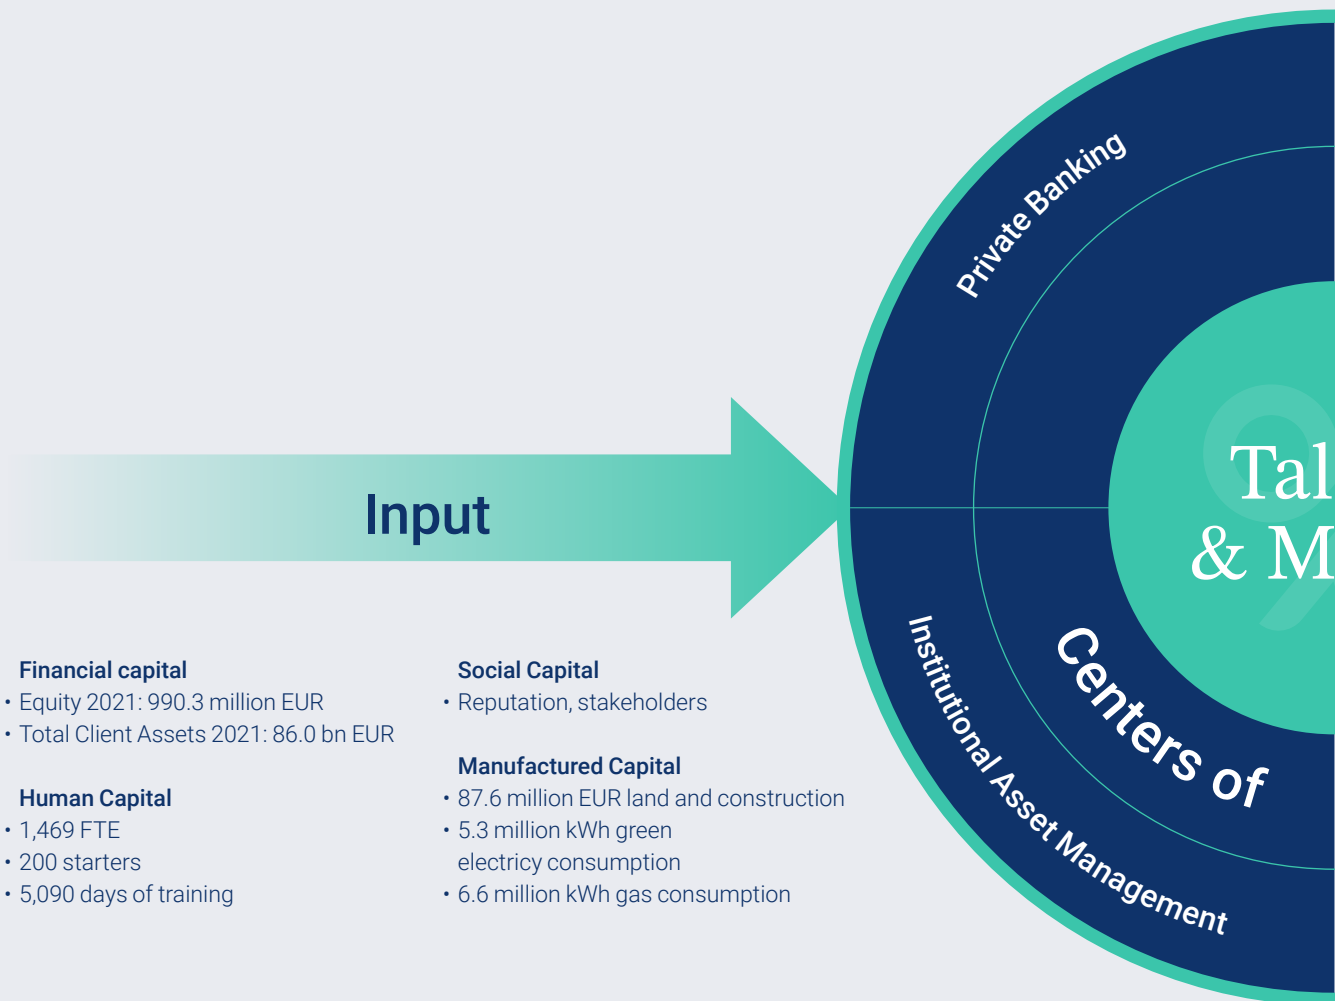 Private Banking
Input
Tal
& M
Centers of
Institutional Asset Management
Financial capital
• Equity 2021: 990.3 million EUR
• Total Client Assets 2021: 86.0 bn EUR
Human Capital
• 1,469 FTE
• 200 starters
• 5,090 days of training
Social Capital
• Reputation, stakeholders
Manufactured Capital
• 87.6 million EUR land and construction
• 5.3 million kWh green
electricy consumption
• 6.6 million kWh gas consumption